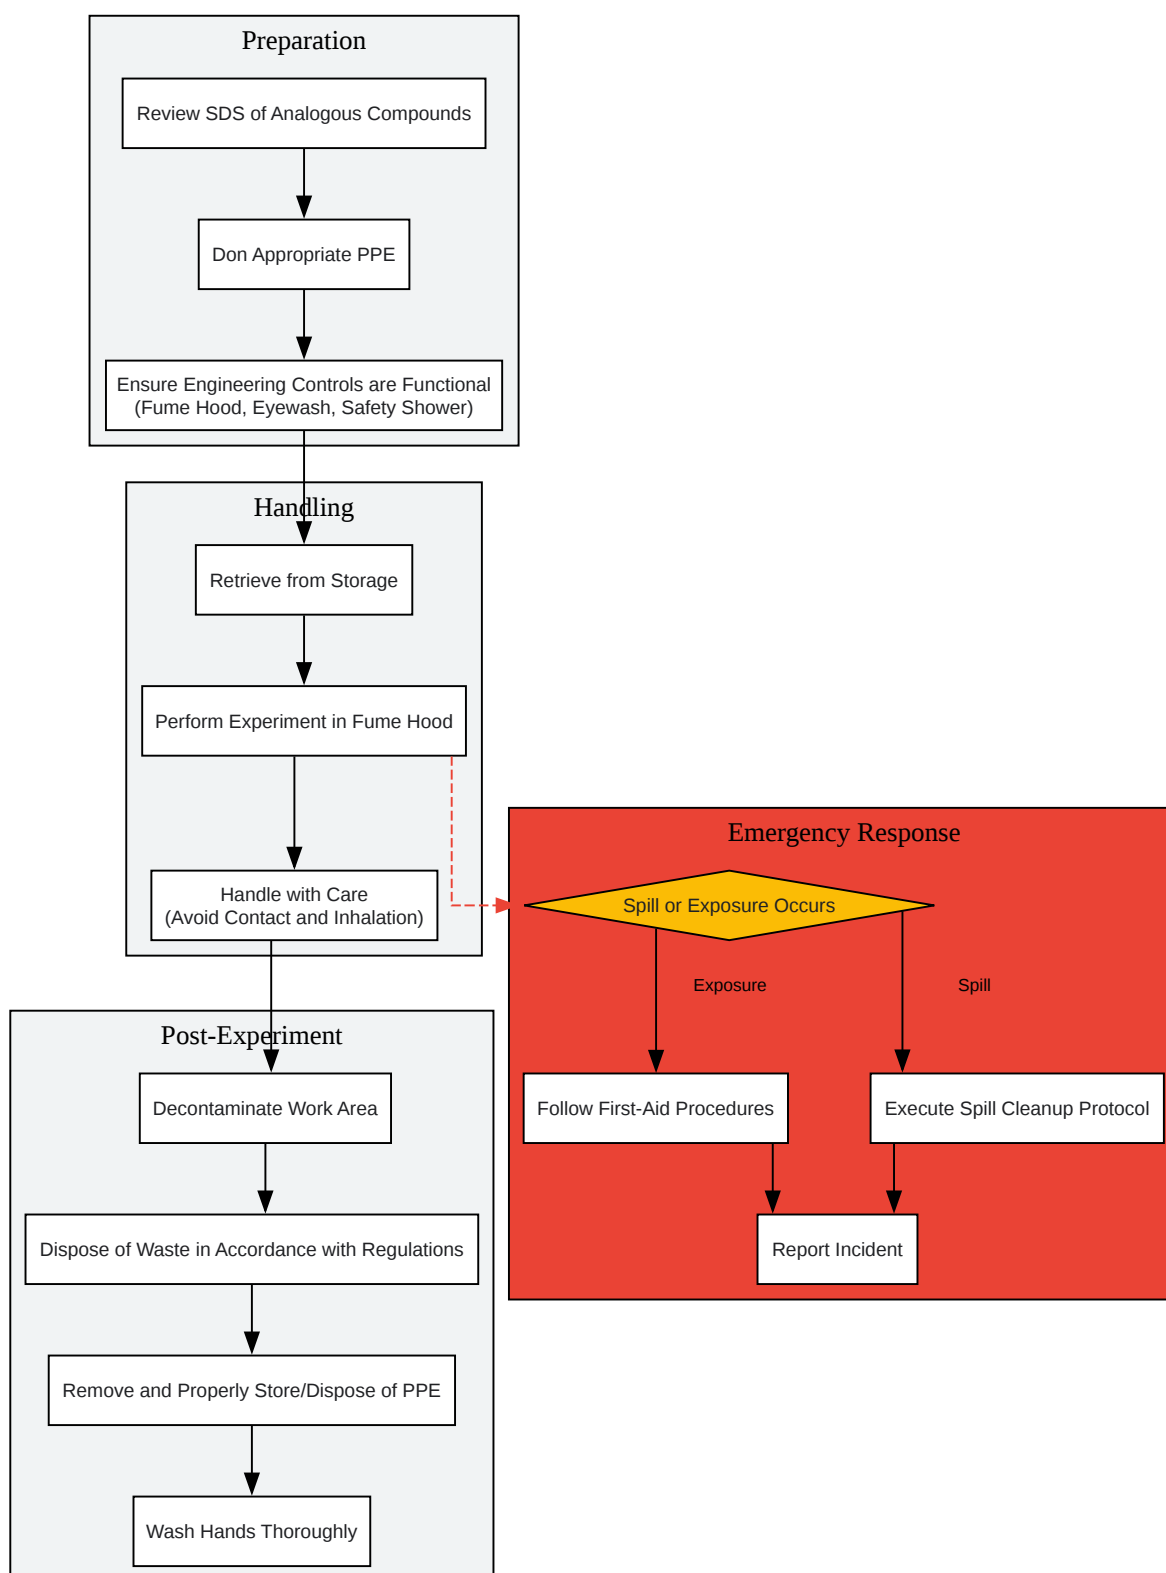 Preparation
Review SDS of Analogous Compounds
Don Appropriate PPE
Ensure Engineering Controls are Functional
(Fume Hood, Eyewash, Safety Shower)
Handling
Retrieve from Storage
Perform Experiment in Fume Hood
Handle with Care
(Avoid Contact and Inhalation)
Emergency Response
Spill or Exposure Occurs
Exposure
Spill
Follow First-Aid Procedures
Execute Spill Cleanup Protocol
Report Incident
Post-Experiment
Decontaminate Work Area
Dispose of Waste in Accordance with Regulations
Remove and Properly Store/Dispose of PPE
Wash Hands Thoroughly